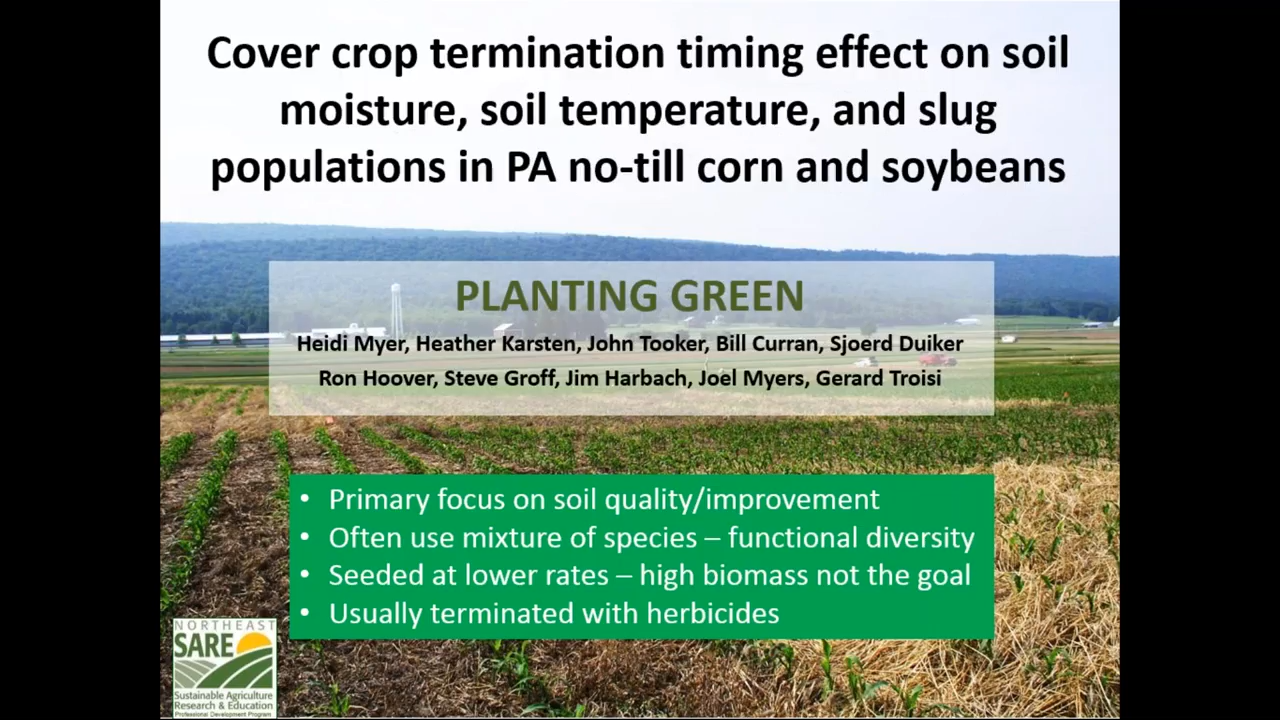 Cover crop termination timing effect on soil
moisture, soil temperature, and slug
populations in PA no-till corn and soybeans
PLANTING GREEN
Heidi Myer, Heather Karsten, John Tooker, Bill Curran, Sjoerd Duiker
Ron Hoover, Steve Groff, Jim Harbach, Joel Myers, Gerard Troisi
• Primary focus on soil quality/improvement
• Often use mixture of species – functional diversity
• Seeded at lower rates – high biomass not the goal
• Usually terminated with herbicides
NORTHEAST
SARE
Sustainable Agriculture
Research & Education
Professional Development Program